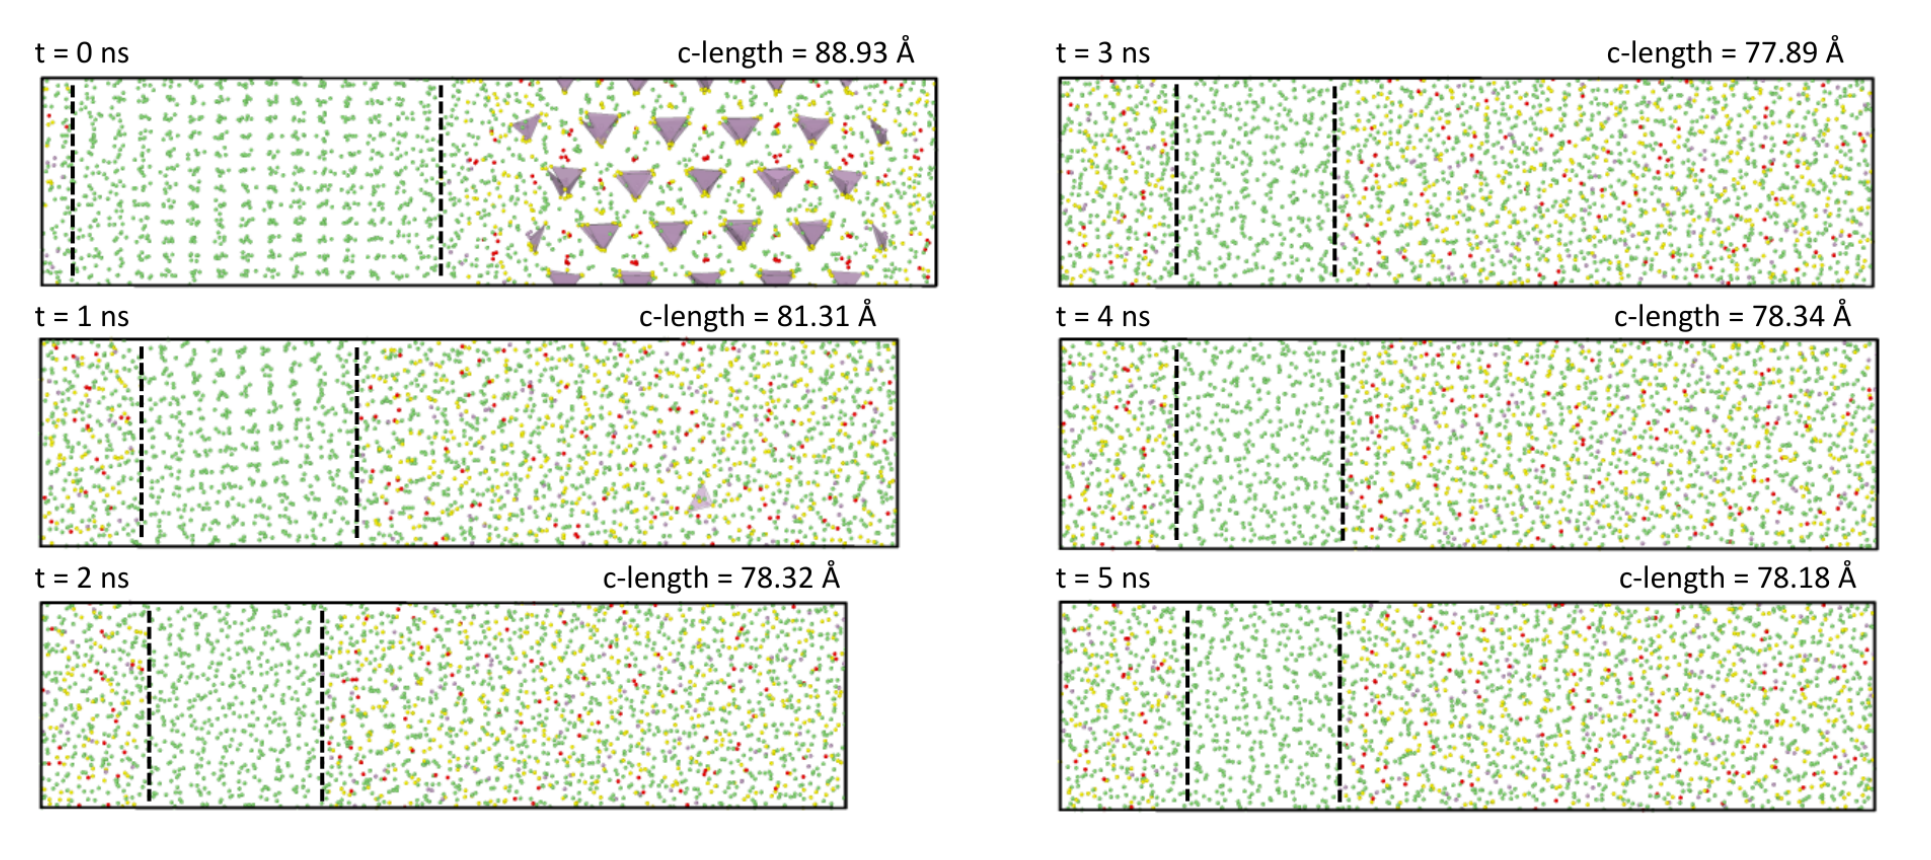 t = 0 ns
c-length = 88.93 Å
t = 1 ns
c-length = 81.31 Å
t = 2 ns
c-length = 78.32 Å
t = 3 ns
c-length = 77.89 Å
t = 4 ns
c-length = 78.34 Å
t = 5 ns
c-length = 78.18 Å